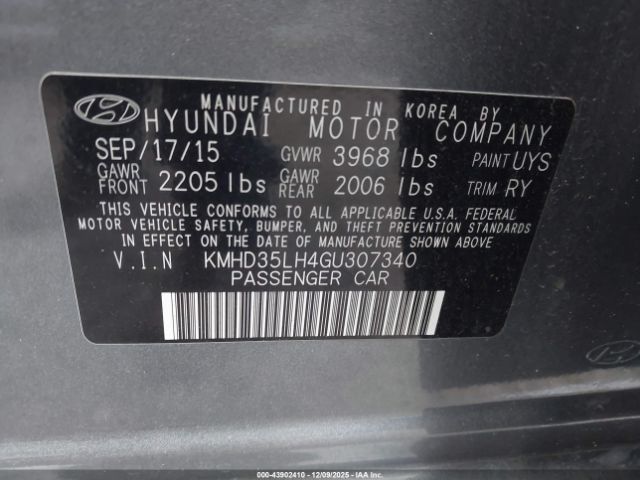 MANUFACTURED IN KOREA BY
HYUNDAI MOTOR COMPANY
SEP/17/15 GVWR 3968 lbs PAINT UYS
GAWR FRONT 2205 lbs GAWR REAR 2006 lbs TRIM RY
THIS VEHICLE CONFORMS TO ALL APPLICABLE U.S.A. FEDERAL
MOTOR VEHICLE SAFETY, BUMPER, AND THEFT PREVENTION STANDARDS
IN EFFECT ON THE DATE OF MANUFACTURE SHOWN ABOVE
V.I.N KMHD35LH4GU307340
PASSENGER CAR
000-43902410 - 12/09/2025 - IAA, Inc.